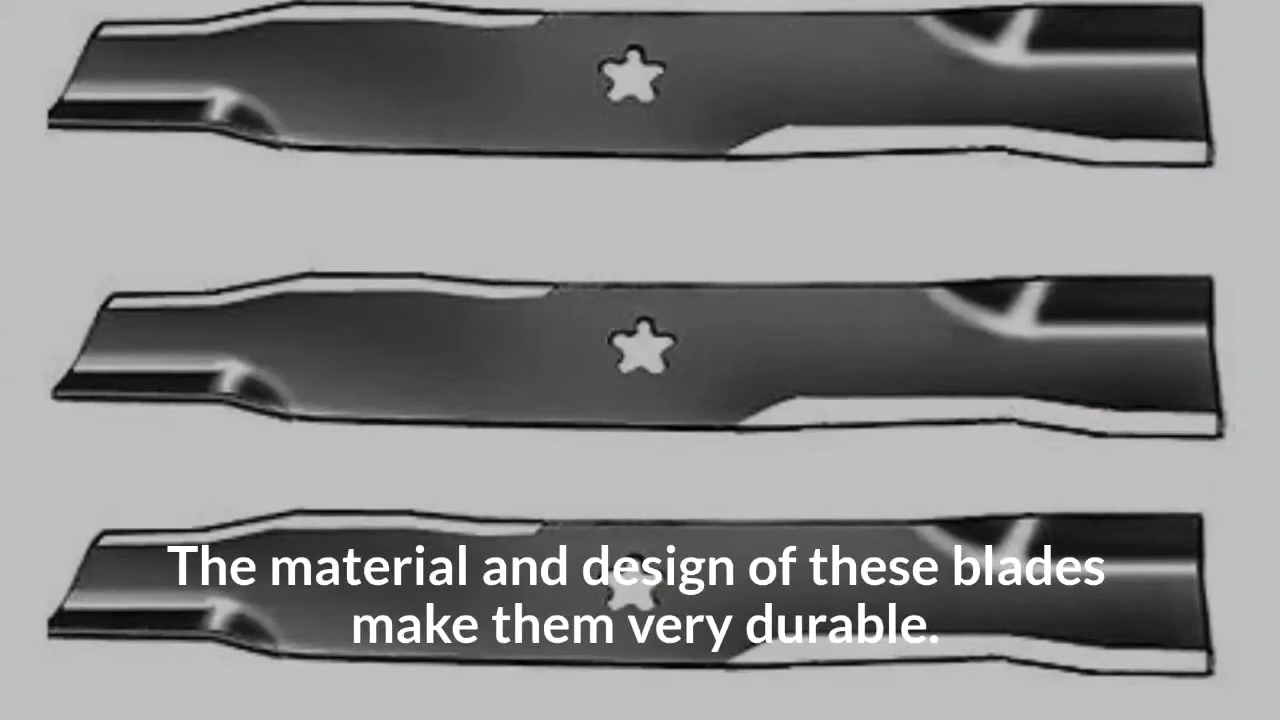 The material and design of these blades
make them very durable.